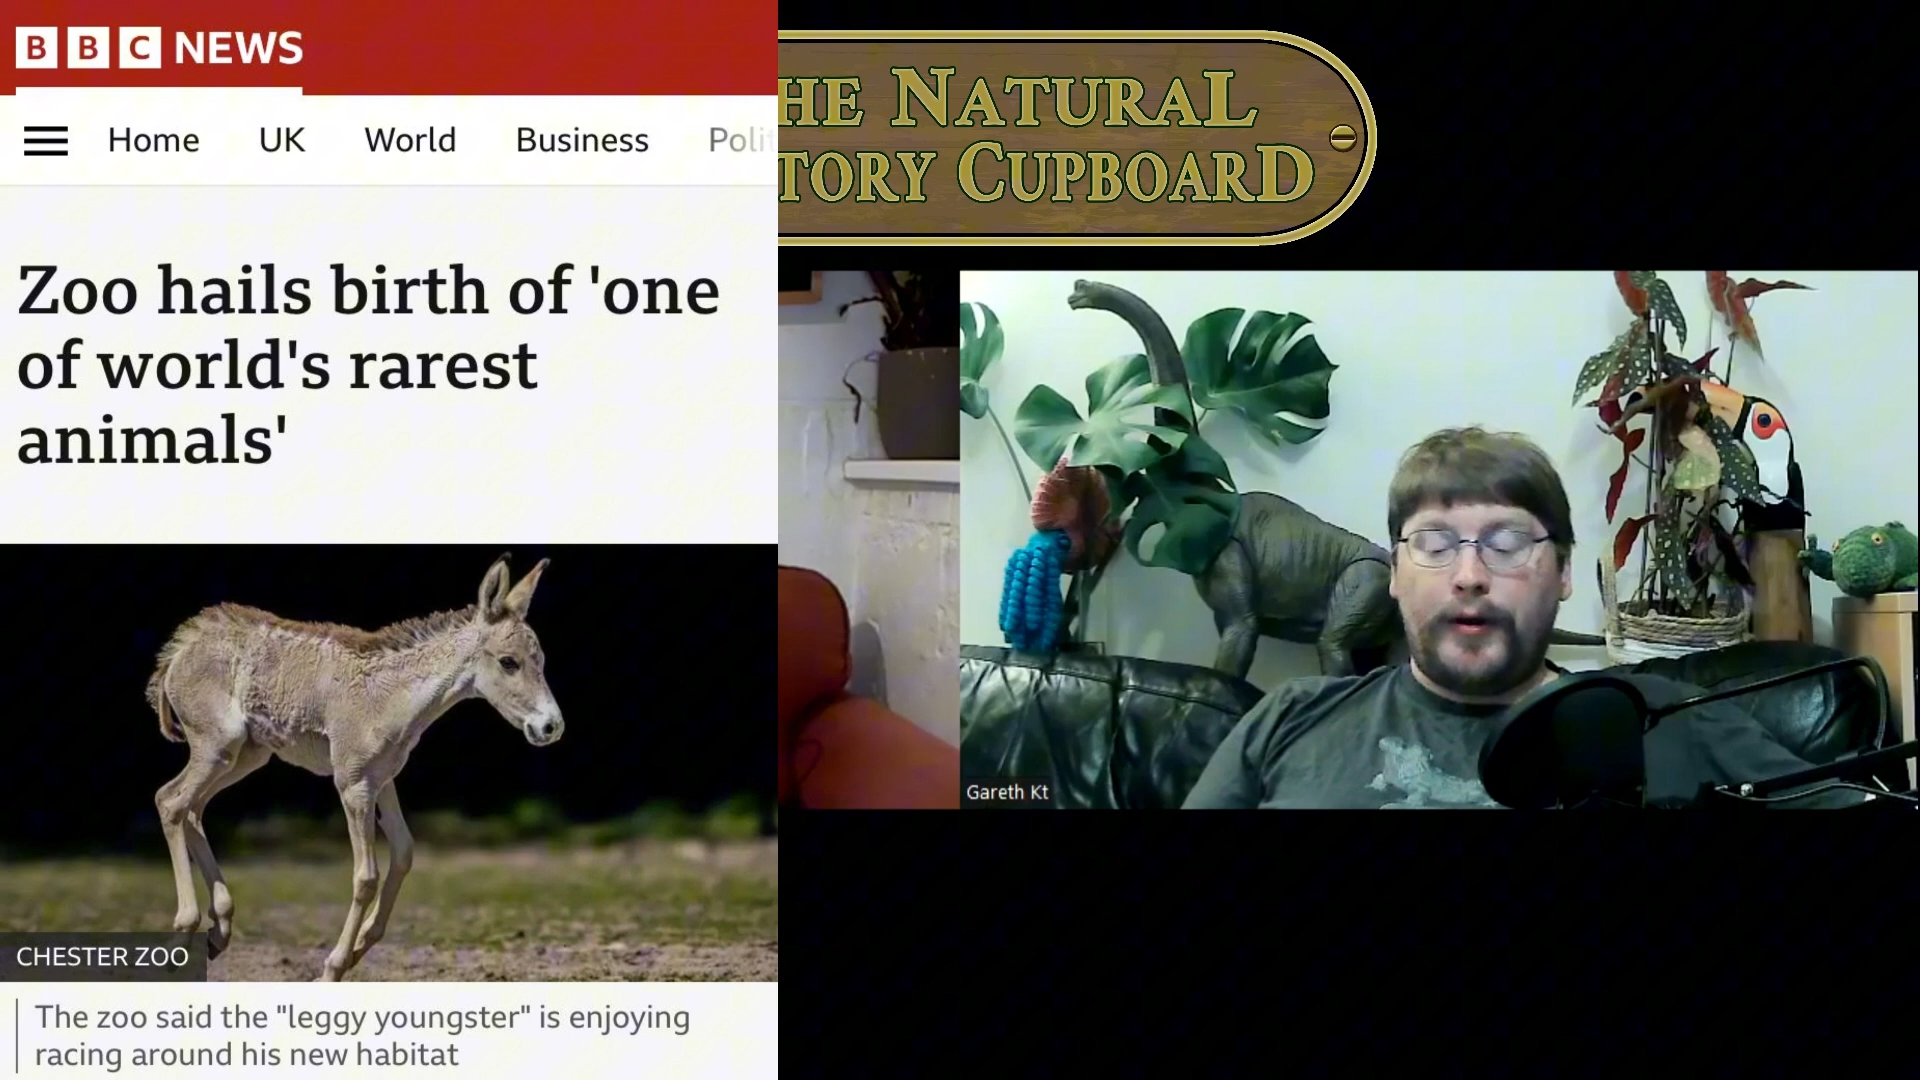 BBC NEWS
Home UK World Business Polit
Zoo hails birth of 'one
of world's rarest
animals'
CHESTER ZOO
The zoo said the "leggy youngster" is enjoying
racing around his new habitat
HE NATURAL
TORY CUPBOARD
Gareth Kt